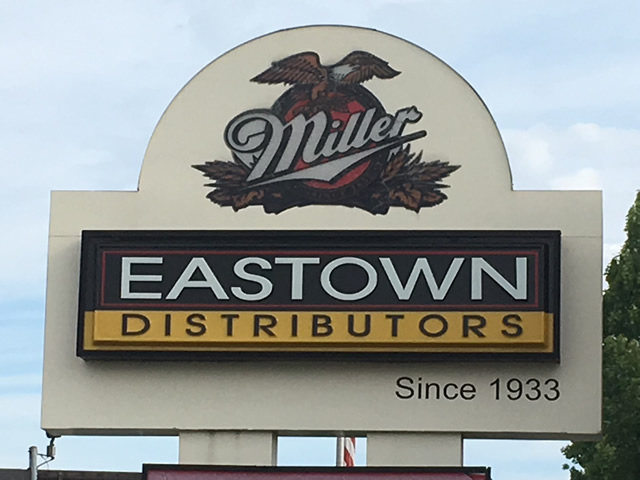 Miller
EASTOWN
DISTRIBUTORS
Since 1933